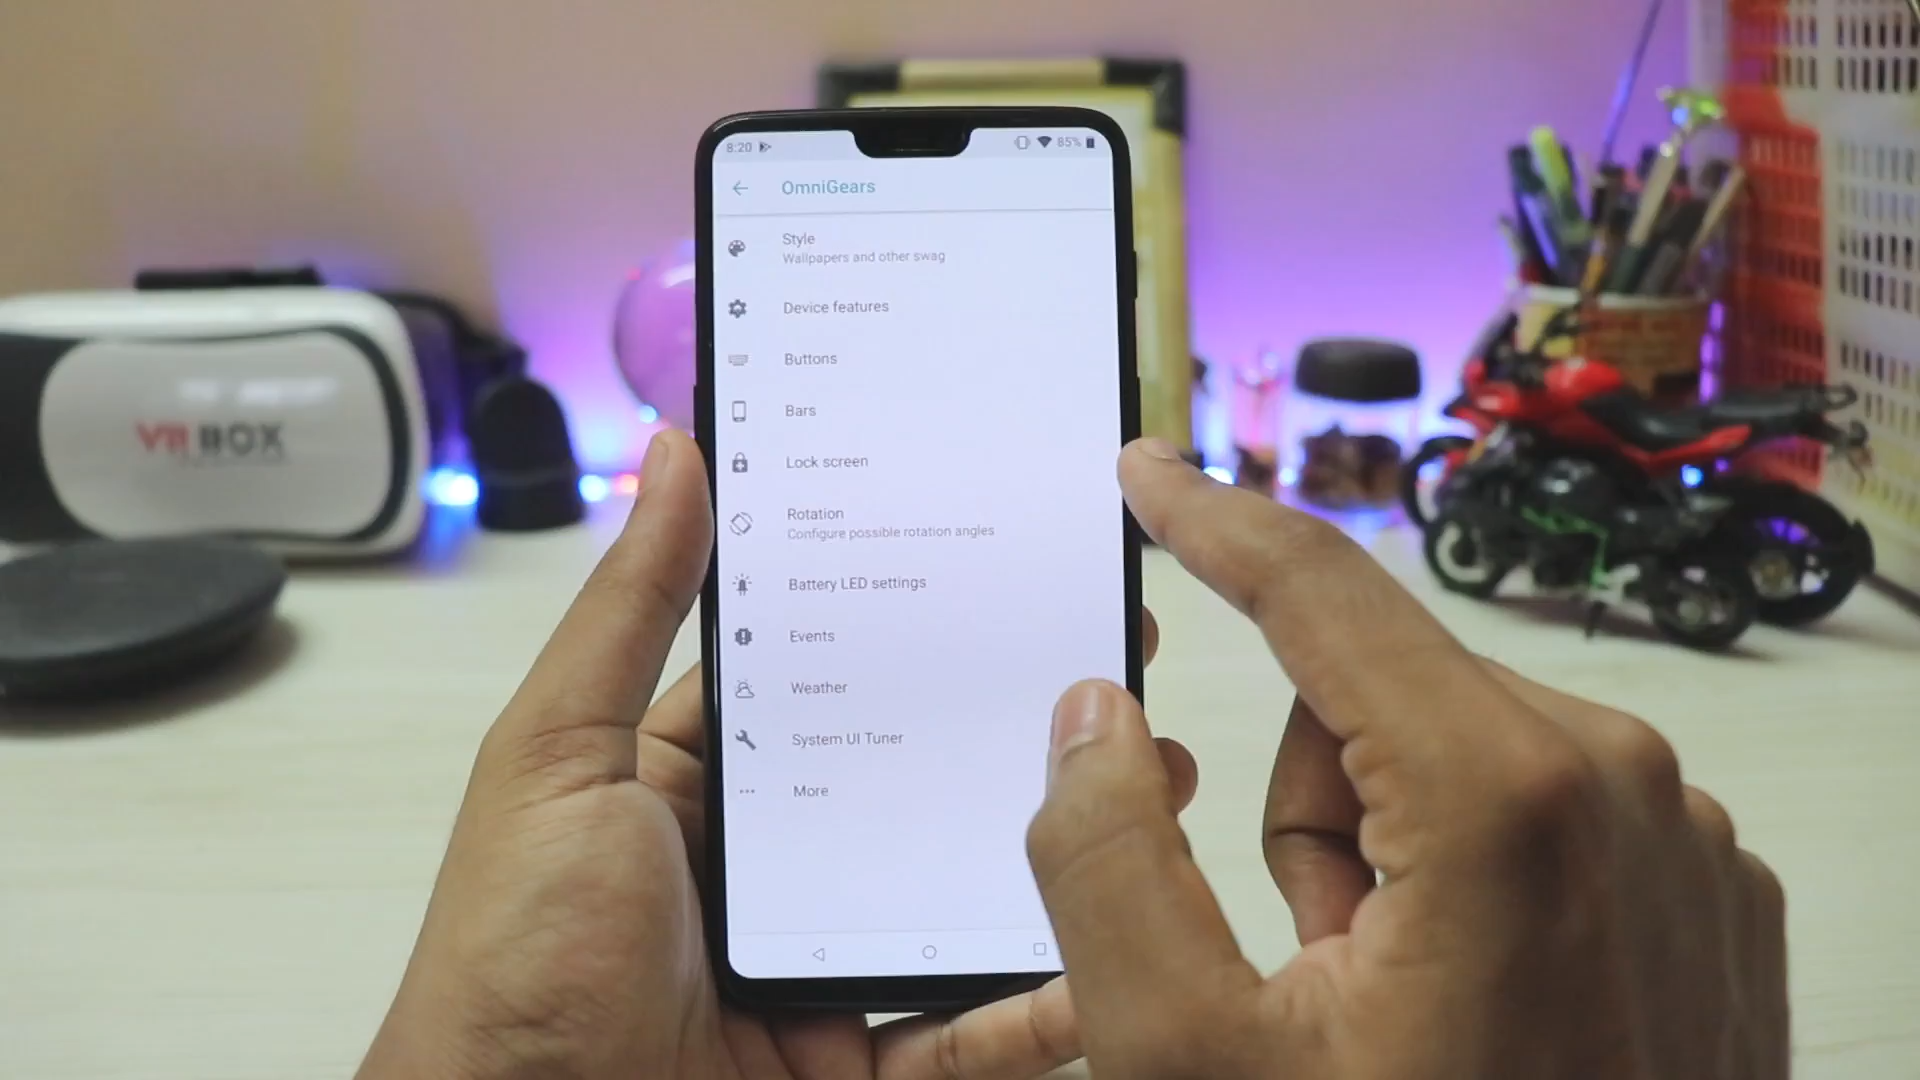 8:20
85%
OmniGears
Style
Wallpapers and other swag
Device features
Buttons
Bars
Lock screen
Rotation
Configure possible rotation angles
Battery LED settings
Events
Weather
System UI Tuner
More
VR BOX